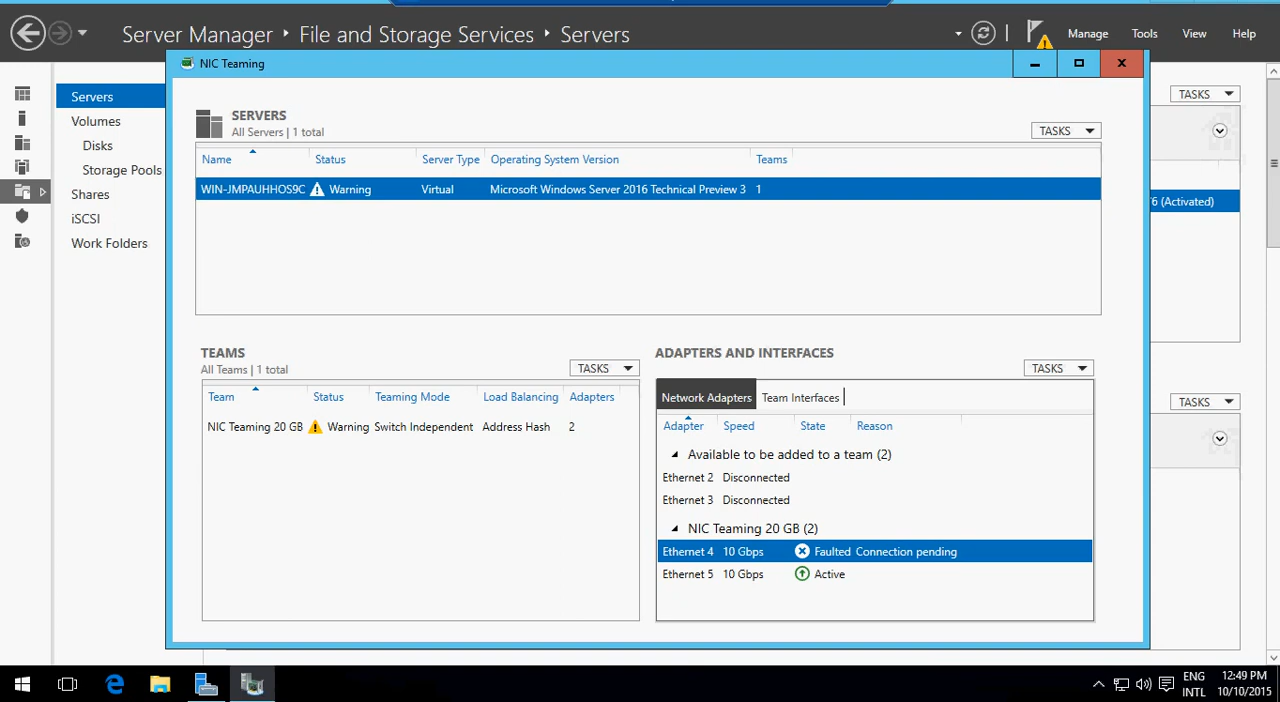 Server Manager ‣ File and Storage Services ‣ Servers
Manage Tools View Help
NIC Teaming
Servers
Volumes
Disks
Storage Pools
Shares
iSCSI
Work Folders
TASKS
6 (Activated)
TASKS
SERVERS
All Servers | 1 total
TASKS
Name Status Server Type Operating System Version Teams
WIN-JMPAUHHOS9C Warning Virtual Microsoft Windows Server 2016 Technical Preview 3 1
TEAMS
All Teams | 1 total
TASKS
Team Status Teaming Mode Load Balancing Adapters
NIC Teaming 20 GB Warning Switch Independent Address Hash 2
ADAPTERS AND INTERFACES
TASKS
Network Adapters Team Interfaces
Adapter Speed State Reason
Available to be added to a team (2)
Ethernet 2 Disconnected
Ethernet 3 Disconnected
NIC Teaming 20 GB (2)
Ethernet 4 10 Gbps Faulted Connection pending
Ethernet 5 10 Gbps Active
ENG
INTL
12:49 PM
10/10/2015